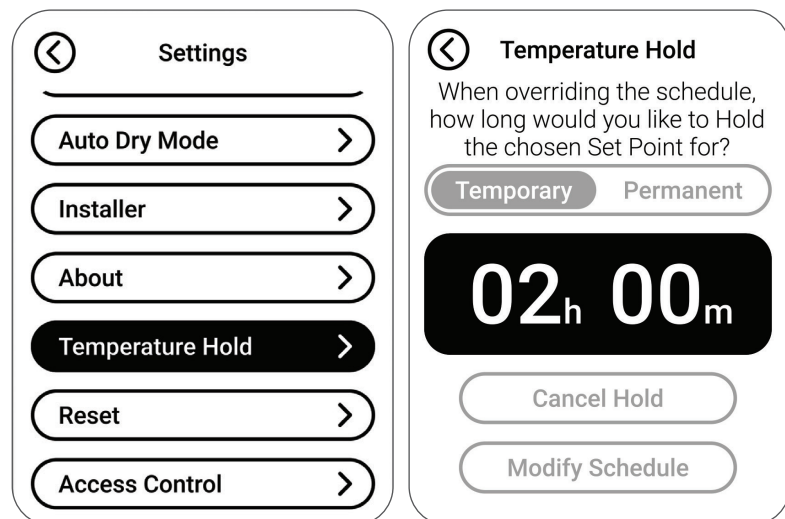 Settings
Auto Dry Mode
Installer
About
Temperature Hold
Reset
Access Control
Temperature Hold
When overriding the schedule,
how long would you like to Hold
the chosen Set Point for?
Temporary Permanent
02h 00m
Cancel Hold
Modify Schedule